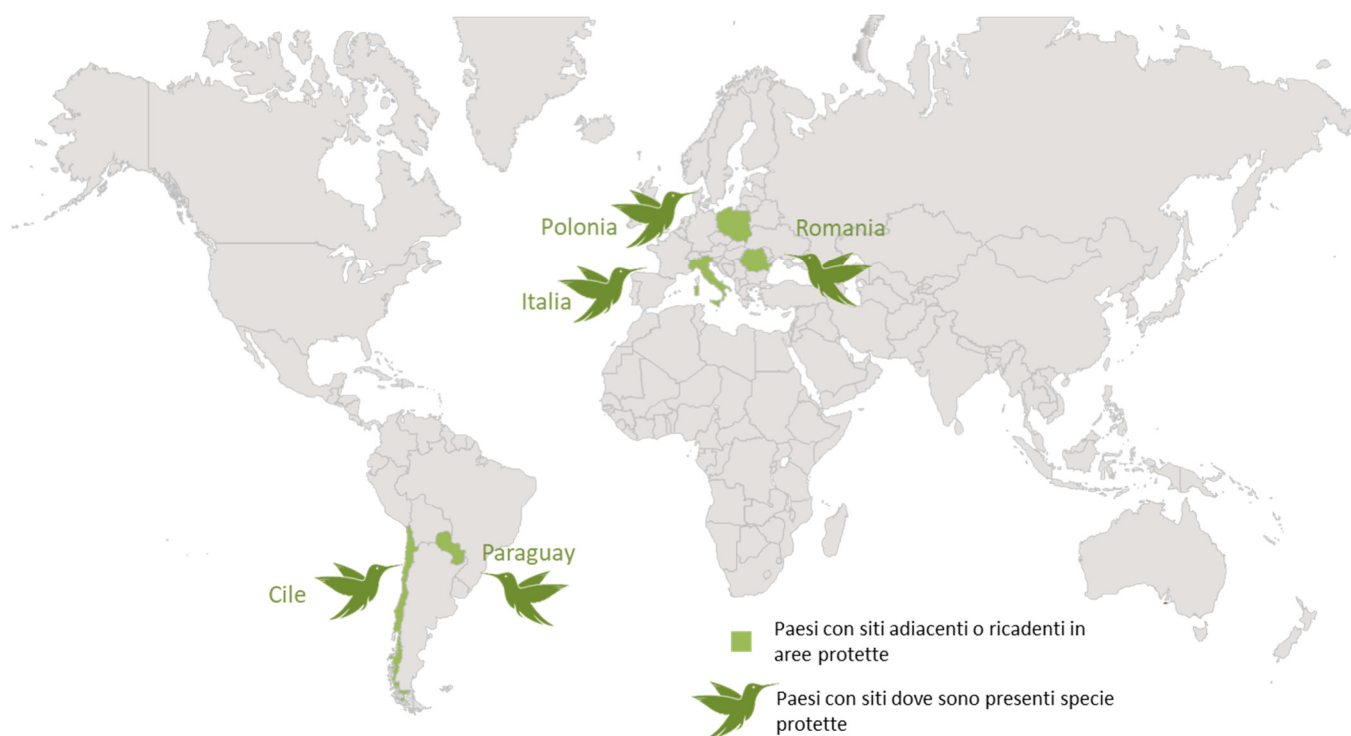 Polonia
Romania
Italia
Paraguay
Cile
Paesi con siti adiacenti o ricadenti in
aree protette
Paesi con siti dove sono presenti specie
protette